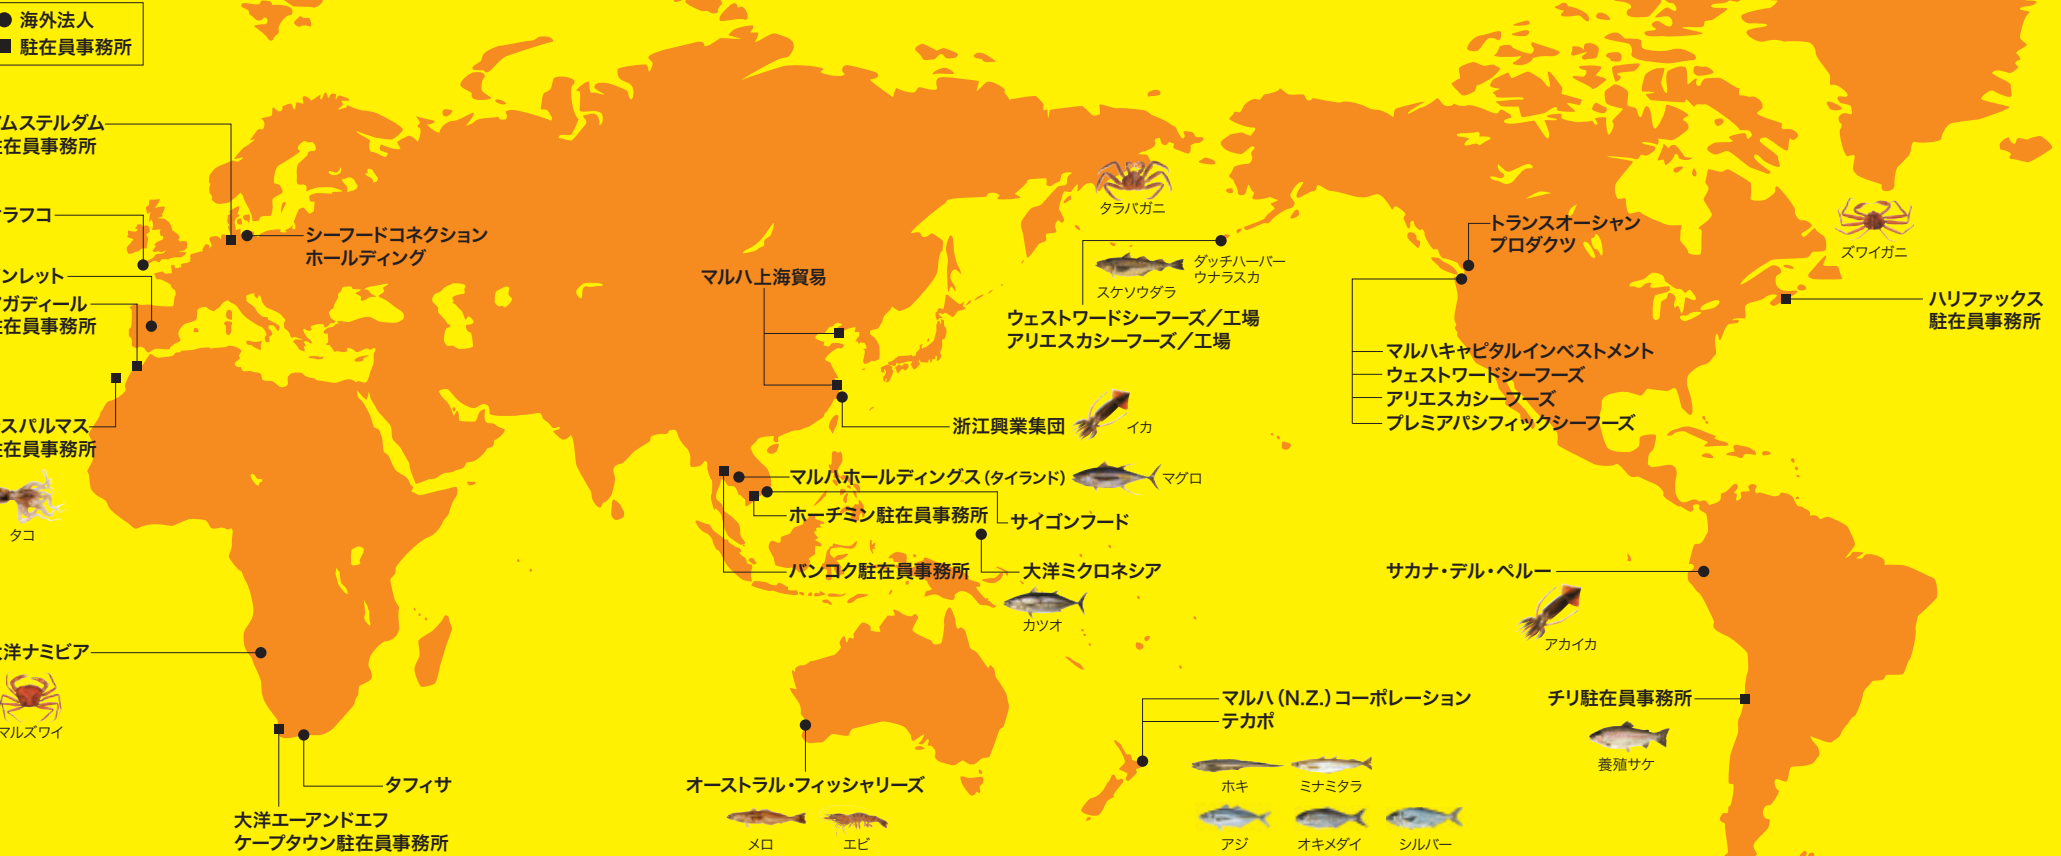 海外法人
駐在員事務所
ムステルダム
在員事務所
ラフコ
シーフードコネクション
ホールディング
ンレット
ガディール
在員事務所
スパルマス
在員事務所
タコ
洋ナミビア
マルズワイ
タフィサ
大洋エーアンドエフ
ケープタウン駐在員事務所
マルハ上海貿易
浙江興業集団
イカ
マルハホールディングス(タイランド)
マグロ
ホーチミン駐在員事務所
サイゴンフード
バンコク駐在員事務所
大洋ミクロネシア
カツオ
オーストラル・フィッシャリーズ
メロ
エビ
タラバガニ
ダッチハーバー
ウナラスカ
スケソウダラ
ウェストワードシーフーズ/工場
アリエスカシーフーズ/工場
トランスオーシャン
プロダクツ
マルハキャピタルインベストメント
ウェストワードシーフーズ
アリエスカシーフーズ
プレミアパシフィックシーフーズ
ズワイガニ
ハリファックス
駐在員事務所
サカナ・デル・ペルー
アカイカ
チリ駐在員事務所
養殖サケ
マルハ(N.Z.)コーポレーション
テカポ
ホキ
ミナミタラ
アジ
オキメダイ
シルバー